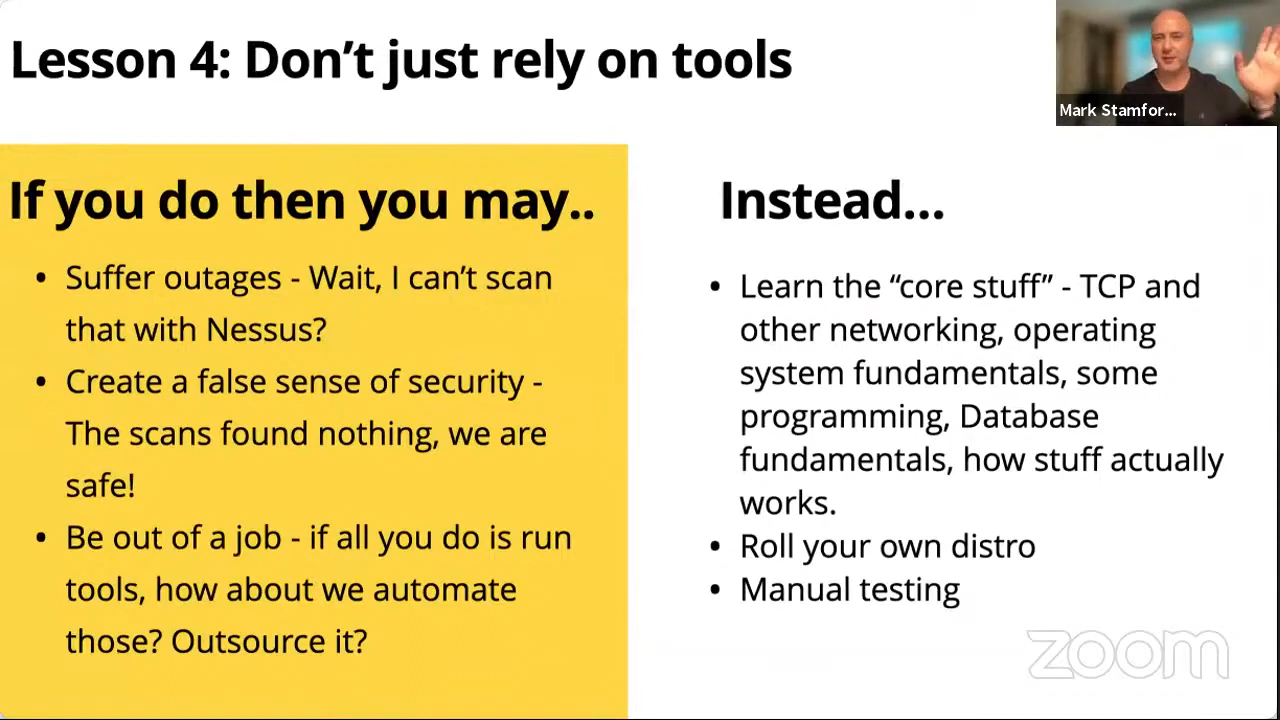 Lesson 4: Don’t just rely on tools
Mark Stamfor...
If you do then you may..
• Suffer outages - Wait, I can’t scan
that with Nessus?
• Create a false sense of security -
The scans found nothing, we are
safe!
• Be out of a job - if all you do is run
tools, how about we automate
those? Outsource it?
Instead...
• Learn the “core stuff” - TCP and
other networking, operating
system fundamentals, some
programming, Database
fundamentals, how stuff actually
works.
• Roll your own distro
• Manual testing
zoom